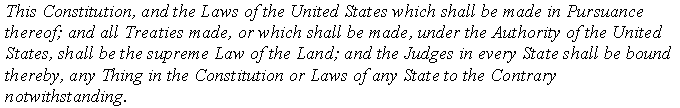 This Constitution, and the Laws of the United States which shall be made in Pursuance
thereof; and all Treaties made, or which shall be made, under the Authority of the United
States, shall be the supreme Law of the Land; and the Judges in every State shall be bound
thereby, any Thing in the Constitution or Laws of any State to the Contrary
notwithstanding.